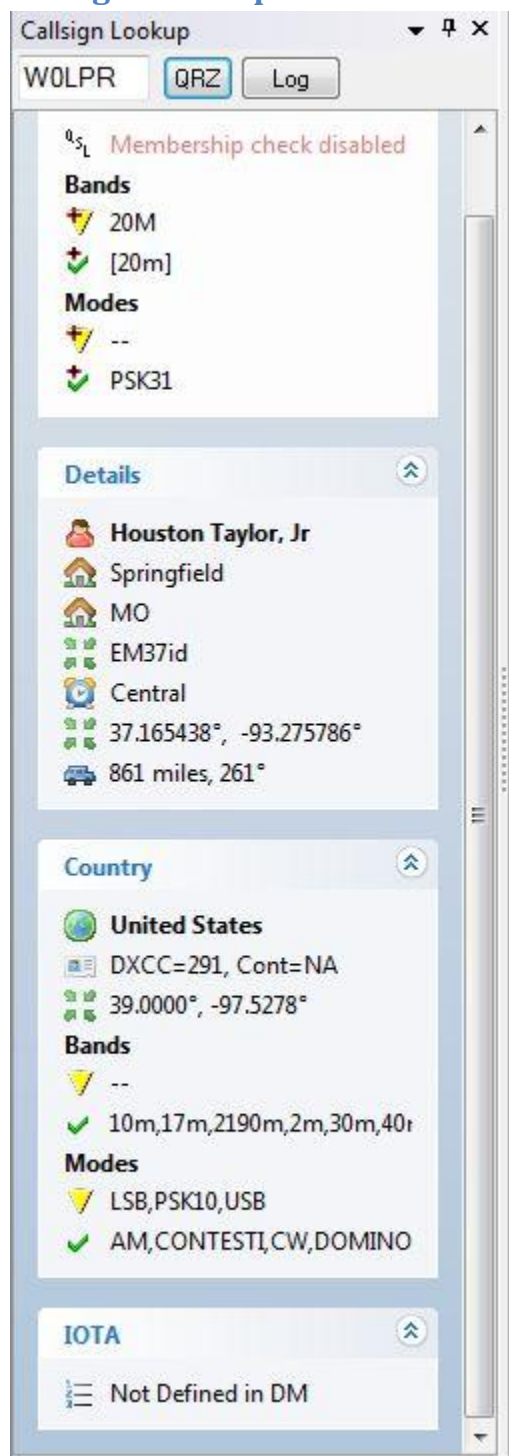 Callsign Lookup
W0LPR QRZ Log
QSL Membership check disabled
Bands
20M
[20m]
Modes
--
PSK31
Details
Houston Taylor, Jr
Springfield
MO
EM37id
Central
37.165438°, -93.275786°
861 miles, 261°
Country
United States
DXCC=291, Cont=NA
39.0000°, -97.5278°
Bands
--
10m,17m,2190m,2m,30m,40r
Modes
LSB,PSK10,USB
AM,CONTESTI,CW,DOMINO
IOTA
Not Defined in DM